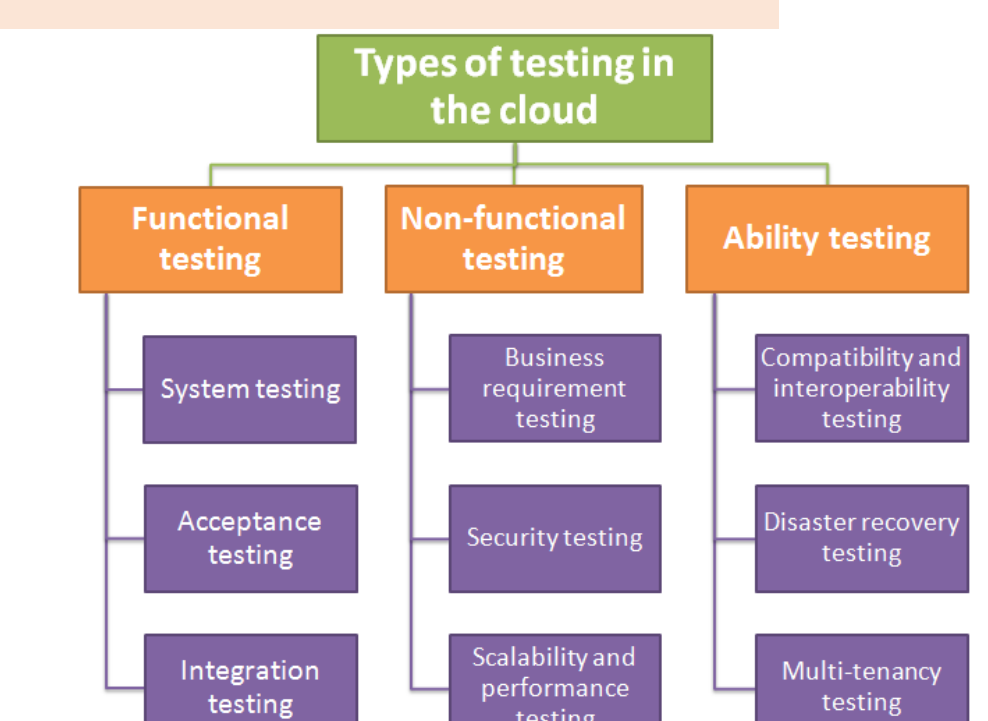 Types of testing in
the cloud
Functional
testing
Non-functional
testing
Ability testing
System testing
Business
requirement
testing
Compatibility and
interoperability
testing
Acceptance
testing
Security testing
Disaster recovery
testing
Integration
testing
Scalability and
performance
testing
Multi-tenancy
testing